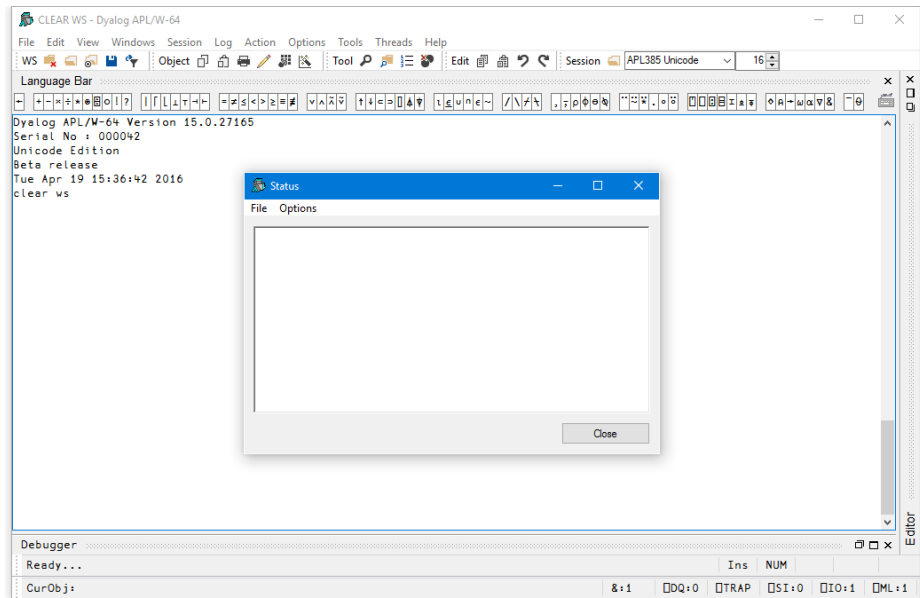 CLEAR WS - Dyalog APL/W-64
File Edit View Windows Session Log Action Options Tools Threads Help
WS Object Tool Edit Session APL385 Unicode 16
Language Bar
← + - × ÷ * ⍟ ⌹ ○ ! ? | ⌈ ⌊ ⊥ ⊤ ⊣ ⊢ = ≠ ≤ < > ≥ ≡ ≢ ∨ ∧ ⍲ ⍱ ↑ ↓ ⊂ ⊃ ⌷ ⍋ ⍒ ⍳ ∪ ∩ ∊ ~ / \ ⌿ ⍀ , ⍪ ⍴ ⌽ ⊖ ⍉ ¨ ⍨ ⍣ . ∘ ⍤ ⍞ ⎕ ⌶ ⍎ ⍕ ⋄ ⍝ → ⍵ ⍺ ∇ & ¯ ⍬
Dyalog APL/W-64 Version 15.0.27165
Serial No : 000042
Unicode Edition
Beta release
Tue Apr 19 15:36:42 2016
clear ws
Status
File Options
Close
Editor
Debugger
Ready... Ins NUM
CurObj: &:1 ⎕DQ:0 ⎕TRAP ⎕SI:0 ⎕IO:1 ⎕ML:1